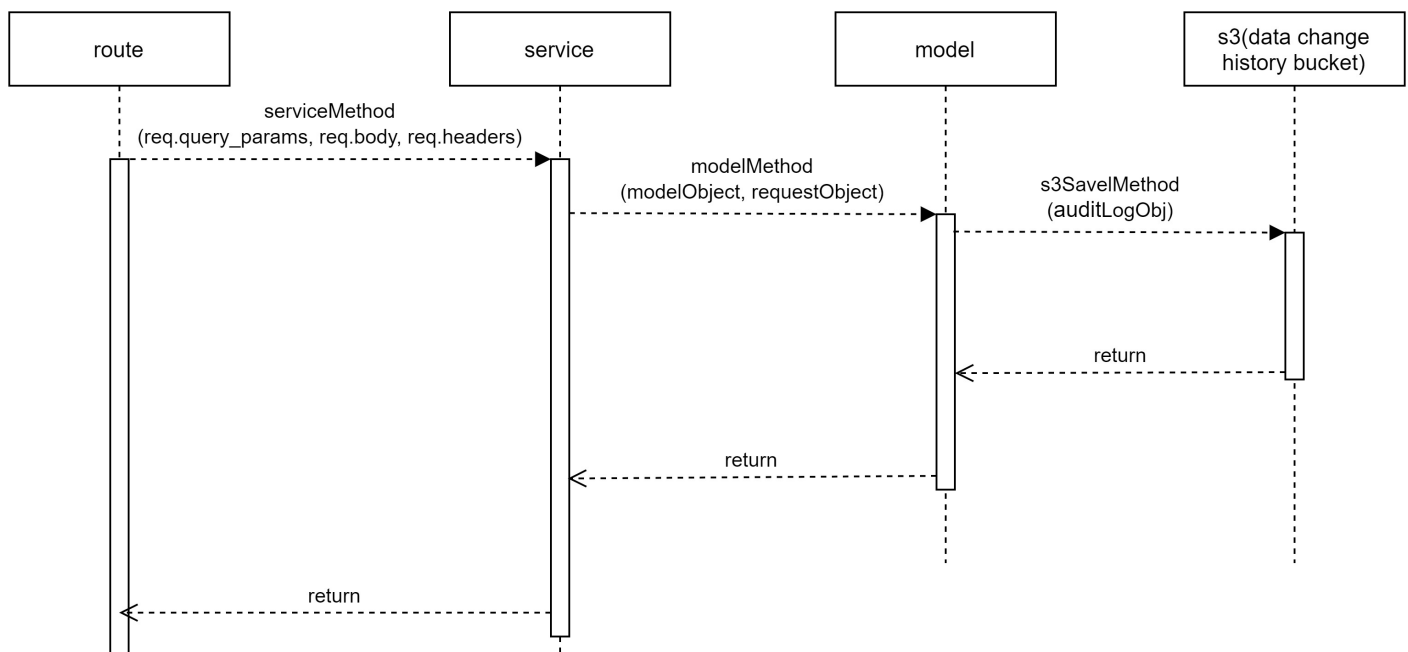 route
service
model
s3(data change
history bucket)
serviceMethod
(req.query_params, req.body, req.headers)
modelMethod
(modelObject, requestObject)
s3SavelMethod
(auditLogObj)
return
return
return